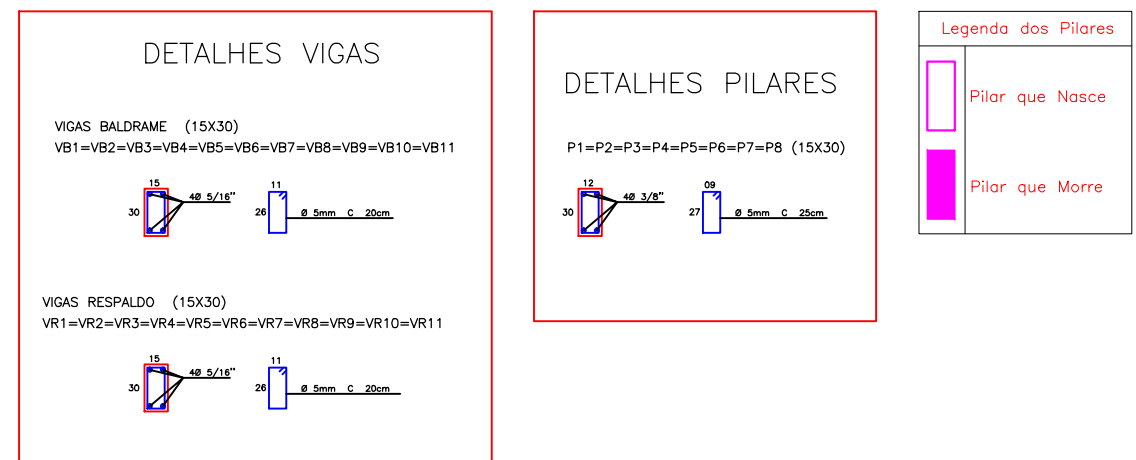 DETALHES VIGAS
VIGAS BALDRAME (15X30)
VB1=VB2=VB3=VB4=VB5=VB6=VB7=VB8=VB9=VB10=VB11
15
30
4Ø 5/16"
11
26
Ø 5mm C 20cm
VIGAS RESPALDO (15X30)
VR1=VR2=VR3=VR4=VR5=VR6=VR7=VR8=VR9=VR10=VR11
15
30
4Ø 5/16"
11
26
Ø 5mm C 20cm
DETALHES PILARES
P1=P2=P3=P4=P5=P6=P7=P8 (15X30)
12
30
4Ø 3/8"
09
27
Ø 5mm C 25cm
Legenda dos Pilares
Pilar que Nasce
Pilar que Morre